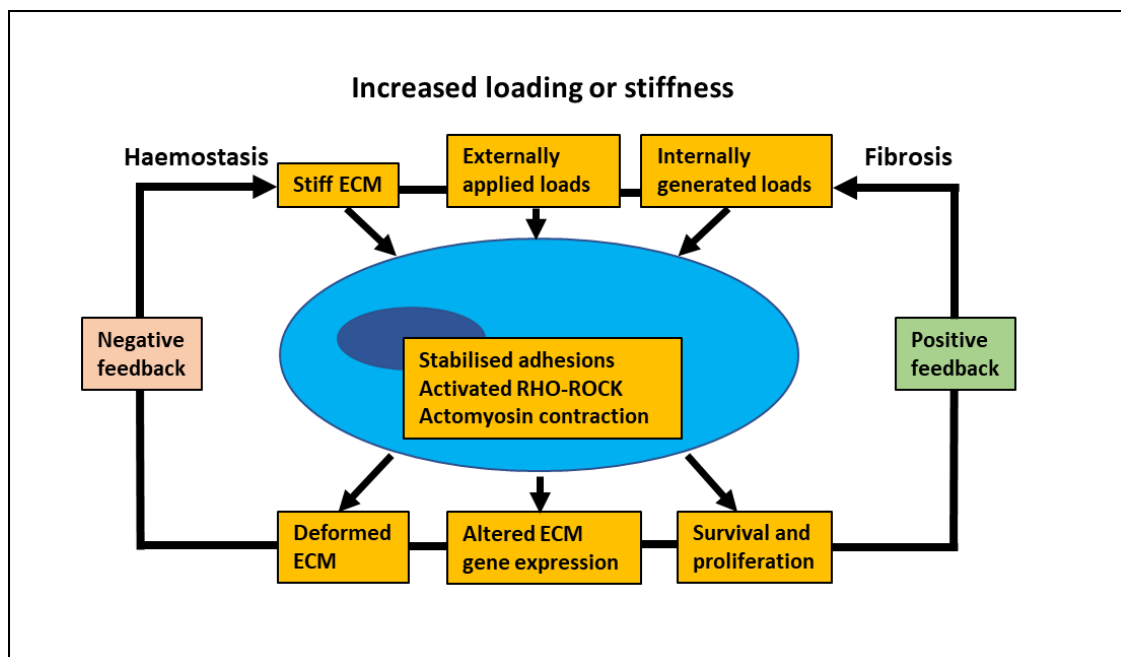 Increased loading or stiffness
Haemostasis
Stiff ECM
Externally
applied loads
Internally
generated loads
Fibrosis
Negative
feedback
Stabilised adhesions
Activated RHO-ROCK
Actomyosin contraction
Positive
feedback
Deformed
ECM
Altered ECM
gene expression
Survival and
proliferation